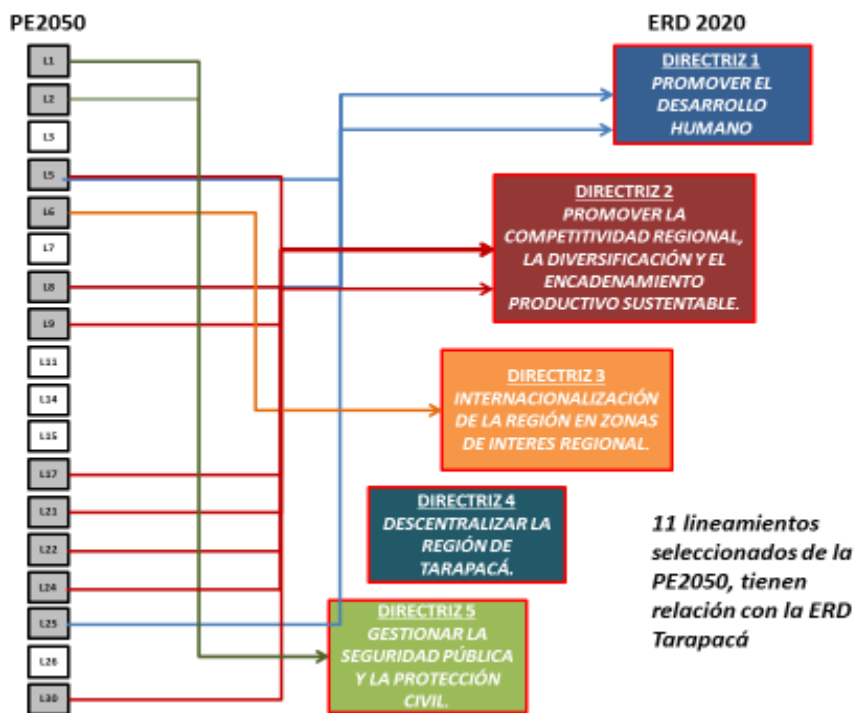 PE2050
ERD 2020
L1
L2
L3
L5
L6
L7
L8
L9
L11
L14
L15
L17
L21
L22
L24
L25
L26
L30
DIRECTRIZ 1
PROMOVER EL
DESARROLLO
HUMANO
DIRECTRIZ 2
PROMOVER LA
COMPETITIVIDAD REGIONAL,
LA DIVERSIFICACIÓN Y EL
ENCADENAMIENTO
PRODUCTIVO SUSTENTABLE.
DIRECTRIZ 3
INTERNACIONALIZACIÓN
DE LA REGIÓN EN ZONAS
DE INTERES REGIONAL.
DIRECTRIZ 4
DESCENTRALIZAR LA
REGIÓN DE
TARAPACÁ.
DIRECTRIZ 5
GESTIONAR LA
SEGURIDAD PÚBLICA
Y LA PROTECCIÓN
CIVIL.
11 lineamientos
seleccionados de la
PE2050, tienen
relación con la ERD
Tarapacá